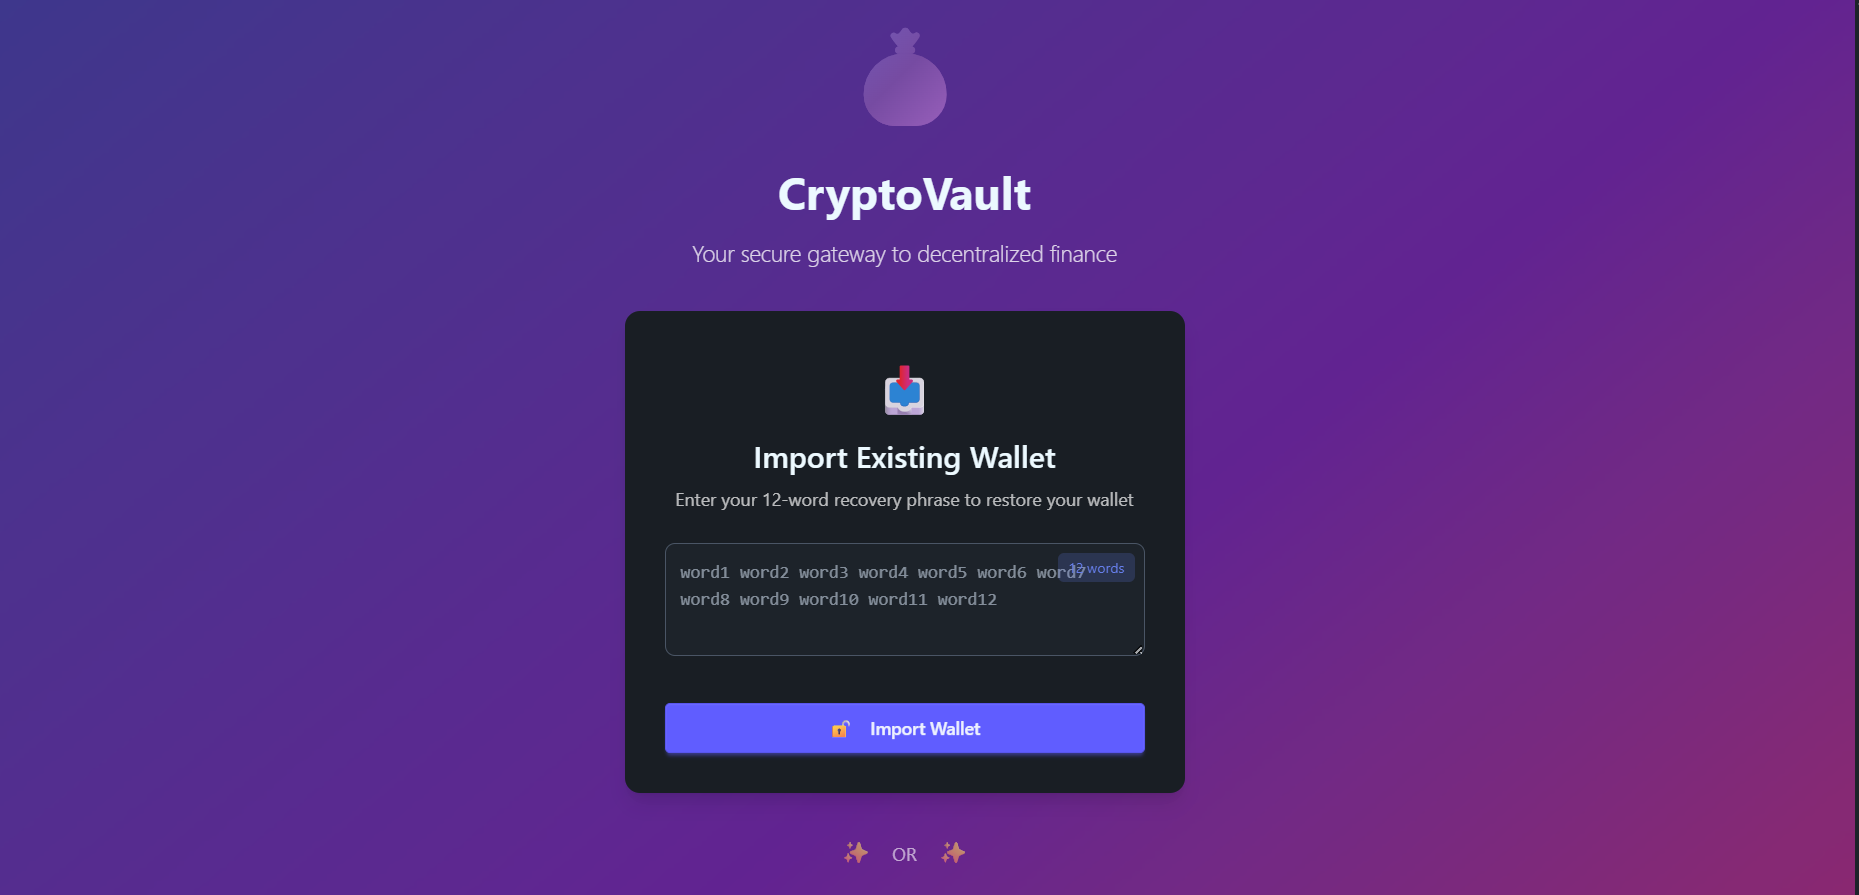 CryptoVault
Your secure gateway to decentralized finance
Import Existing Wallet
Enter your 12-word recovery phrase to restore your wallet
word1 word2 word3 word4 word5 word6 word7
12 words
word8 word9 word10 word11 word12
Import Wallet
OR